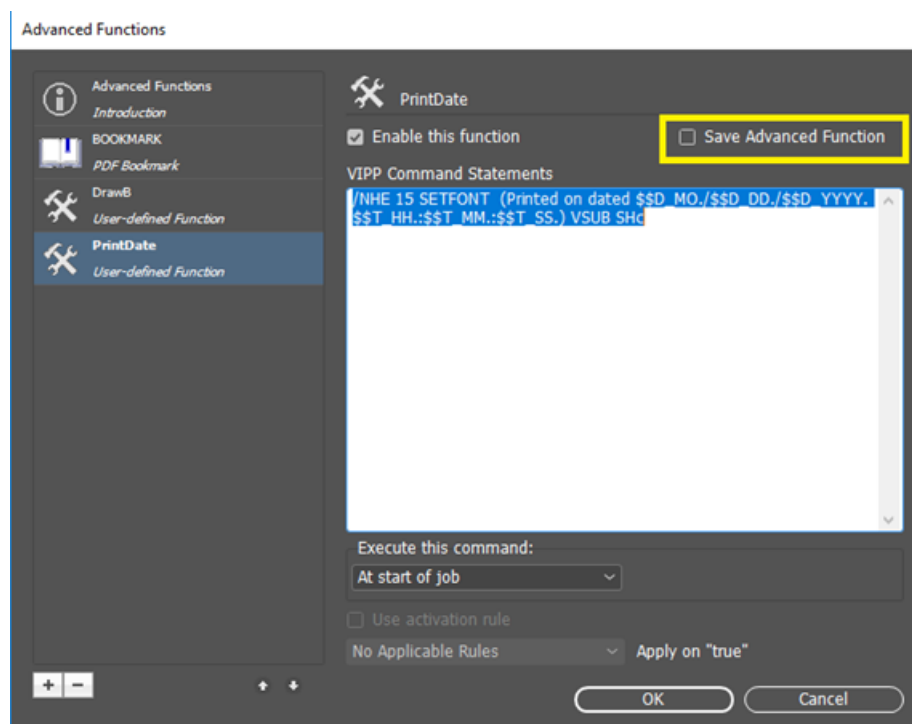 Advanced Functions
Advanced Functions
Introduction
BOOKMARK
PDF Bookmark
DrawB
User-defined Function
PrintDate
User-defined Function
PrintDate
Enable this function
Save Advanced Function
VIPP Command Statements
/NHE 15 SETFONT (Printed on dated $$D_MO./$$D_DD./$$D_YYYY.
$$T_HH.:$$T_MM.:$$T_SS.) VSUB SHc
Execute this command:
At start of job
Use activation rule
No Applicable Rules
Apply on "true"
OK
Cancel